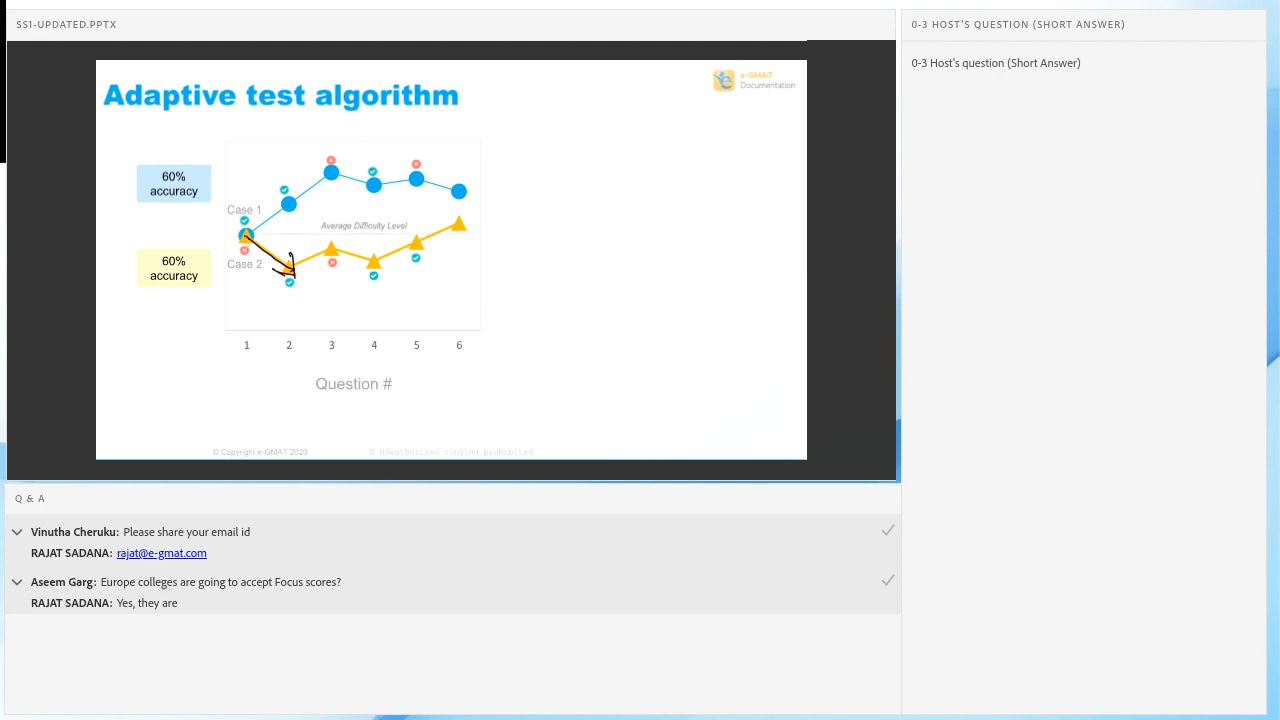 SS1-UPDATED.PPTX
0-3 HOST'S QUESTION (SHORT ANSWER)
0-3 Host's question (Short Answer)
e-GMAT
Documentation
Adaptive test algorithm
60%
accuracy
Case 1
Average Difficulty Level
60%
accuracy
Case 2
1 2 3 4 5 6
Question #
© Copyright e-GMAT 2020
© Unauthorised copying prohibited
Q & A
Vinutha Cheruku: Please share your email id
RAJAT SADANA: rajat@e-gmat.com
Aseem Garg: Europe colleges are going to accept Focus scores?
RAJAT SADANA: Yes, they are